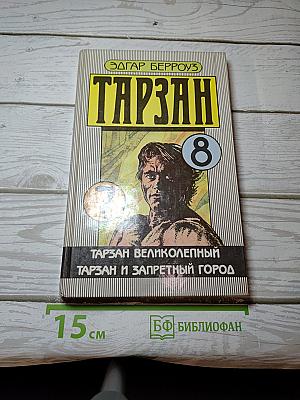 ЭДГАР БЕРРОУЗ
ТАРЗАН
8
ТАРЗАН ВЕЛИКОЛЕПНЫЙ
ТАРЗАН И ЗАПРЕТНЫЙ ГОРОД
15 см
БФ БИБЛИОФАН